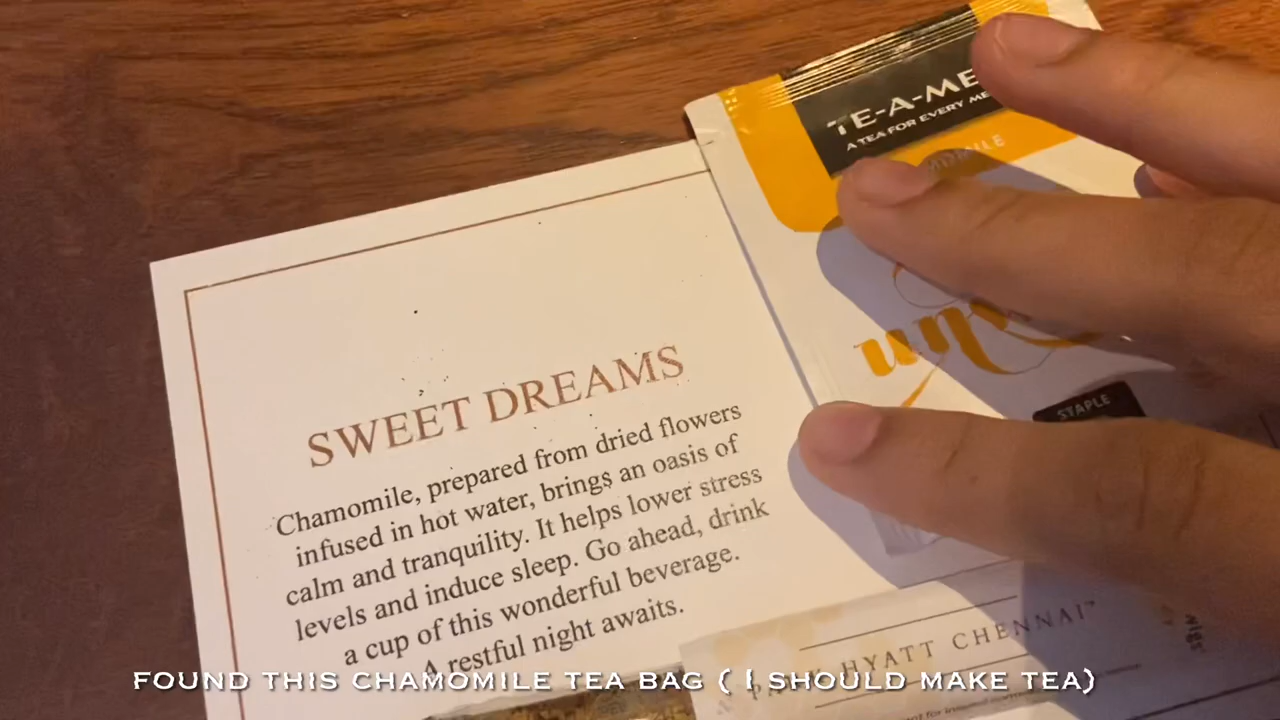 TE-A-ME
A TEA FOR EVERY ME
STAPLE
SWEET DREAMS
Chamomile, prepared from dried flowers
infused in hot water, brings an oasis of
calm and tranquility. It helps lower stress
levels and induce sleep. Go ahead, drink
a cup of this wonderful beverage.
A restful night awaits.
HYATT CHENNAI™
FOUND THIS CHAMOMILE TEA BAG ( I SHOULD MAKE TEA)